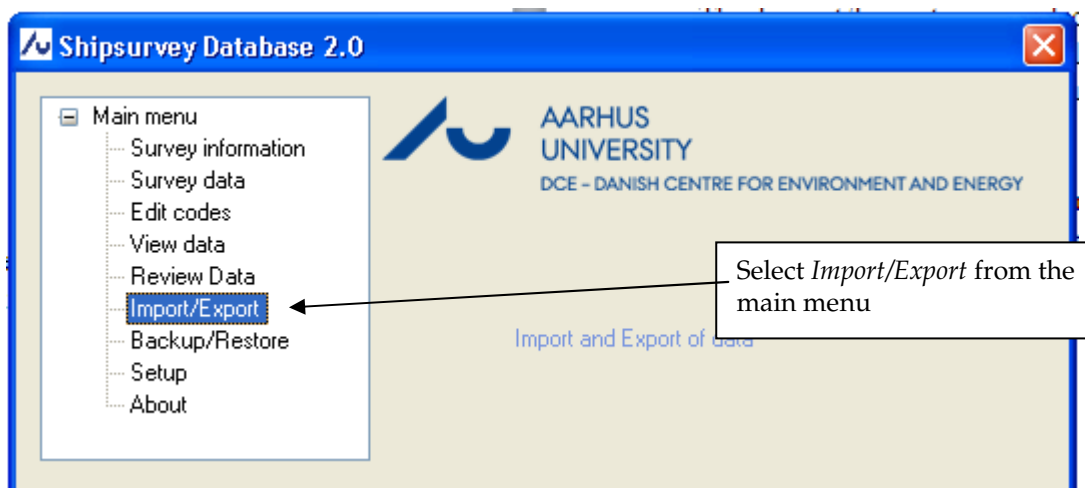 Shipsurvey Database 2.0
Main menu
Survey information
Survey data
Edit codes
View data
Review Data
Import/Export
Backup/Restore
Setup
About
AARHUS
UNIVERSITY
DCE – DANISH CENTRE FOR ENVIRONMENT AND ENERGY
Select Import/Export from the
main menu
Import and Export of data